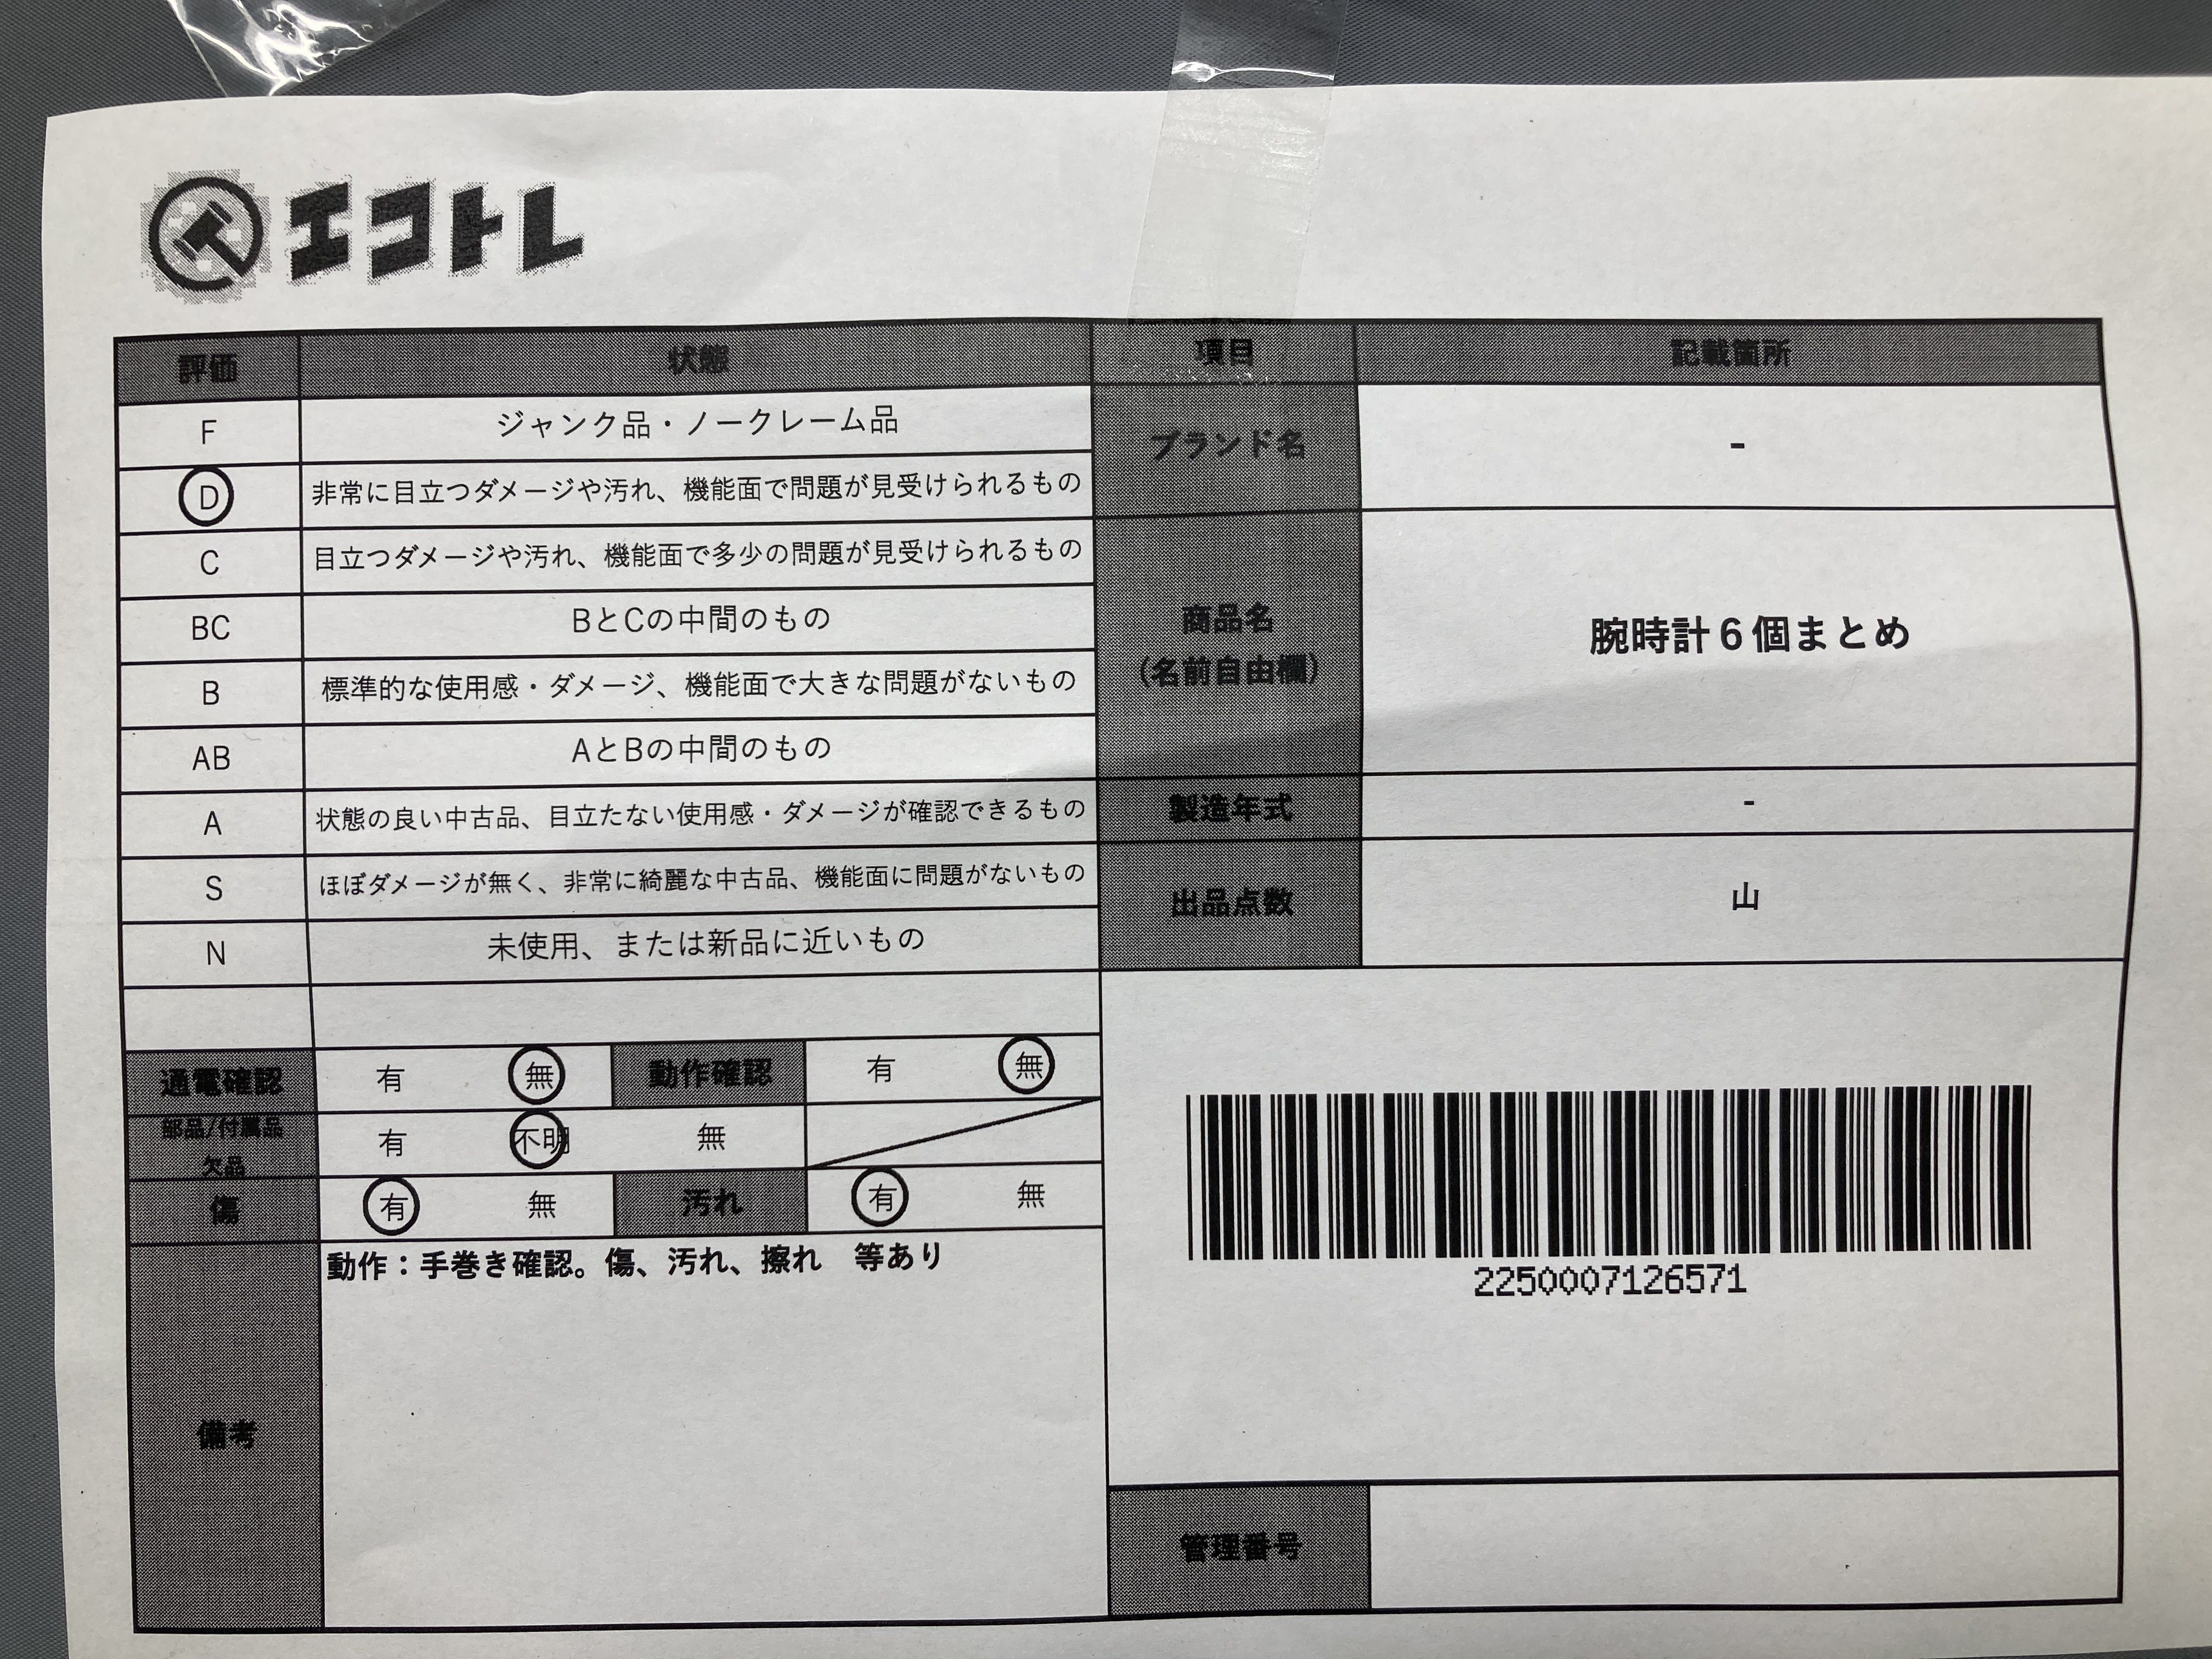 エコトレ
評価 状態 項目 記載箇所
F ジャンク品・ノークレーム品
D 非常に目立つダメージや汚れ、機能面で問題が見受けられるもの
C 目立つダメージや汚れ、機能面で多少の問題が見受けられるもの
BC BとCの中間のもの
B 標準的な使用感・ダメージ、機能面で大きな問題がないもの
AB AとBの中間のもの
A 状態の良い中古品、目立たない使用感・ダメージが確認できるもの
S ほぼダメージが無く、非常に綺麗な中古品、機能面に問題がないもの
N 未使用、または新品に近いもの
ブランド名 -
商品名
(名前自由欄)
腕時計6個まとめ
製造年式 -
出品点数 山
通電確認 有 無 動作確認 有 無
部品/付属品
欠品
有 不明 無
傷 有 無 汚れ 有 無
備考
動作：手巻き確認。傷、汚れ、擦れ　等あり
2250007126571
管理番号